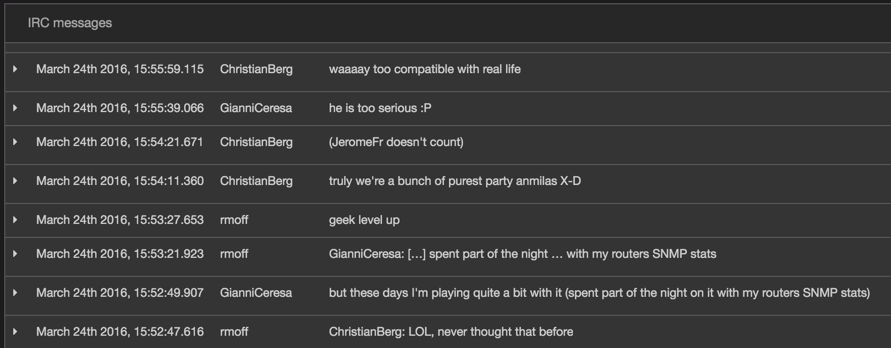 IRC messages
March 24th 2016, 15:55:59.115 ChristianBerg waaaay too compatible with real life
March 24th 2016, 15:55:39.066 GianniCeresa he is too serious :P
March 24th 2016, 15:54:21.671 ChristianBerg (JeromeFr doesn't count)
March 24th 2016, 15:54:11.360 ChristianBerg truly we're a bunch of purest party anmilas X-D
March 24th 2016, 15:53:27.653 rmoff geek level up
March 24th 2016, 15:53:21.923 rmoff GianniCeresa: [...] spent part of the night ... with my routers SNMP stats
March 24th 2016, 15:52:49.907 GianniCeresa but these days I'm playing quite a bit with it (spent part of the night on it with my routers SNMP stats)
March 24th 2016, 15:52:47.616 rmoff ChristianBerg: LOL, never thought that before